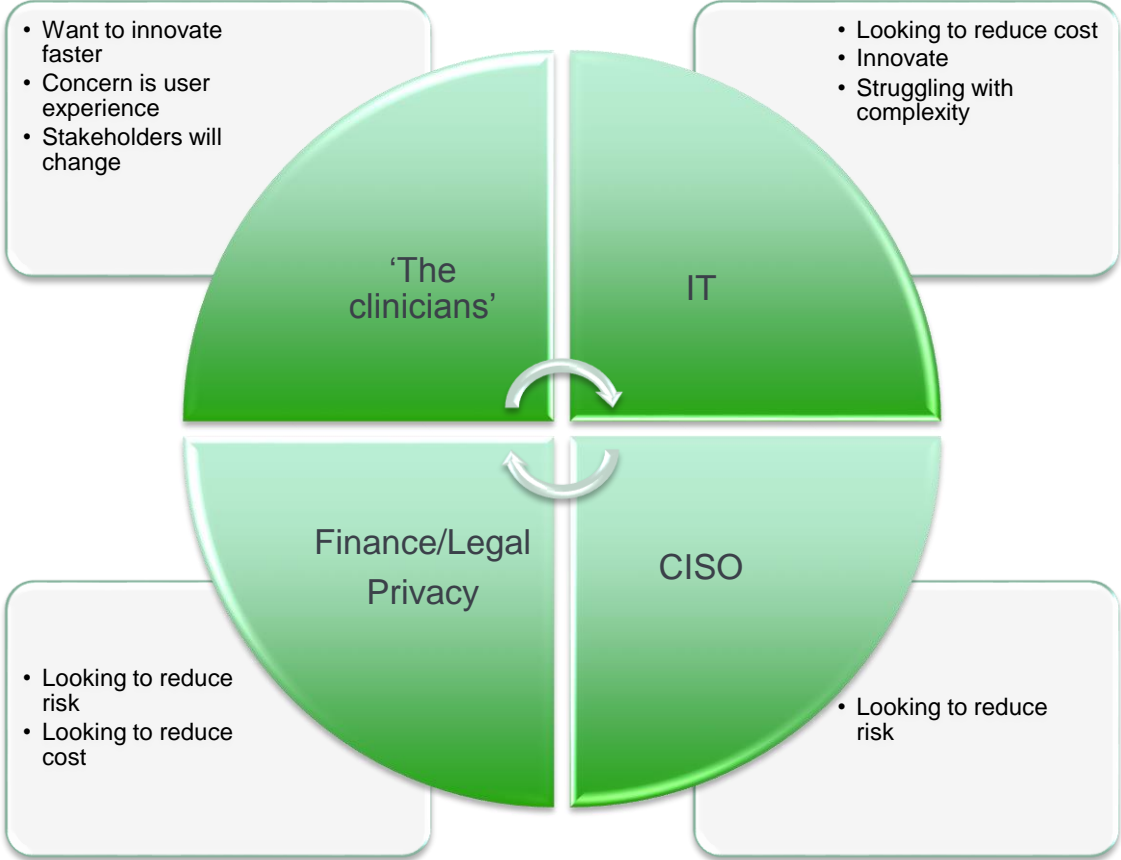 • Want to innovate
faster
• Concern is user
experience
• Stakeholders will
change
• Looking to reduce cost
• Innovate
• Struggling with
complexity
‘The
clinicians’
IT
Finance/Legal
Privacy
CISO
• Looking to reduce
risk
• Looking to reduce
cost
• Looking to reduce
risk